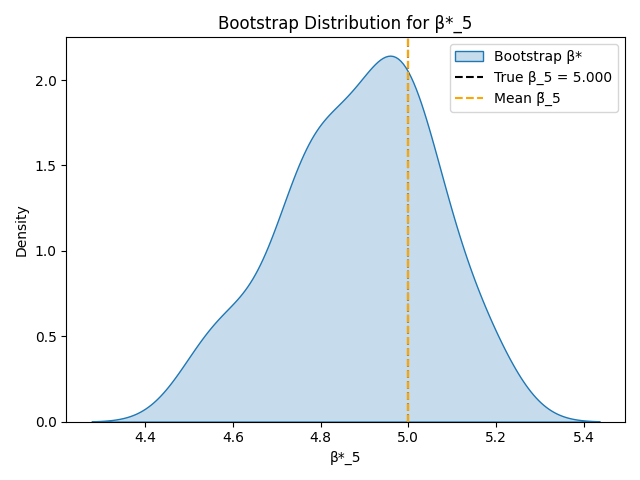 Bootstrap Distribution for β*_5
Bootstrap β*
True β_5 = 5.000
Mean β̂_5
Density
2.0
1.5
1.0
0.5
0.0
4.4 4.6 4.8 5.0 5.2 5.4
β*_5